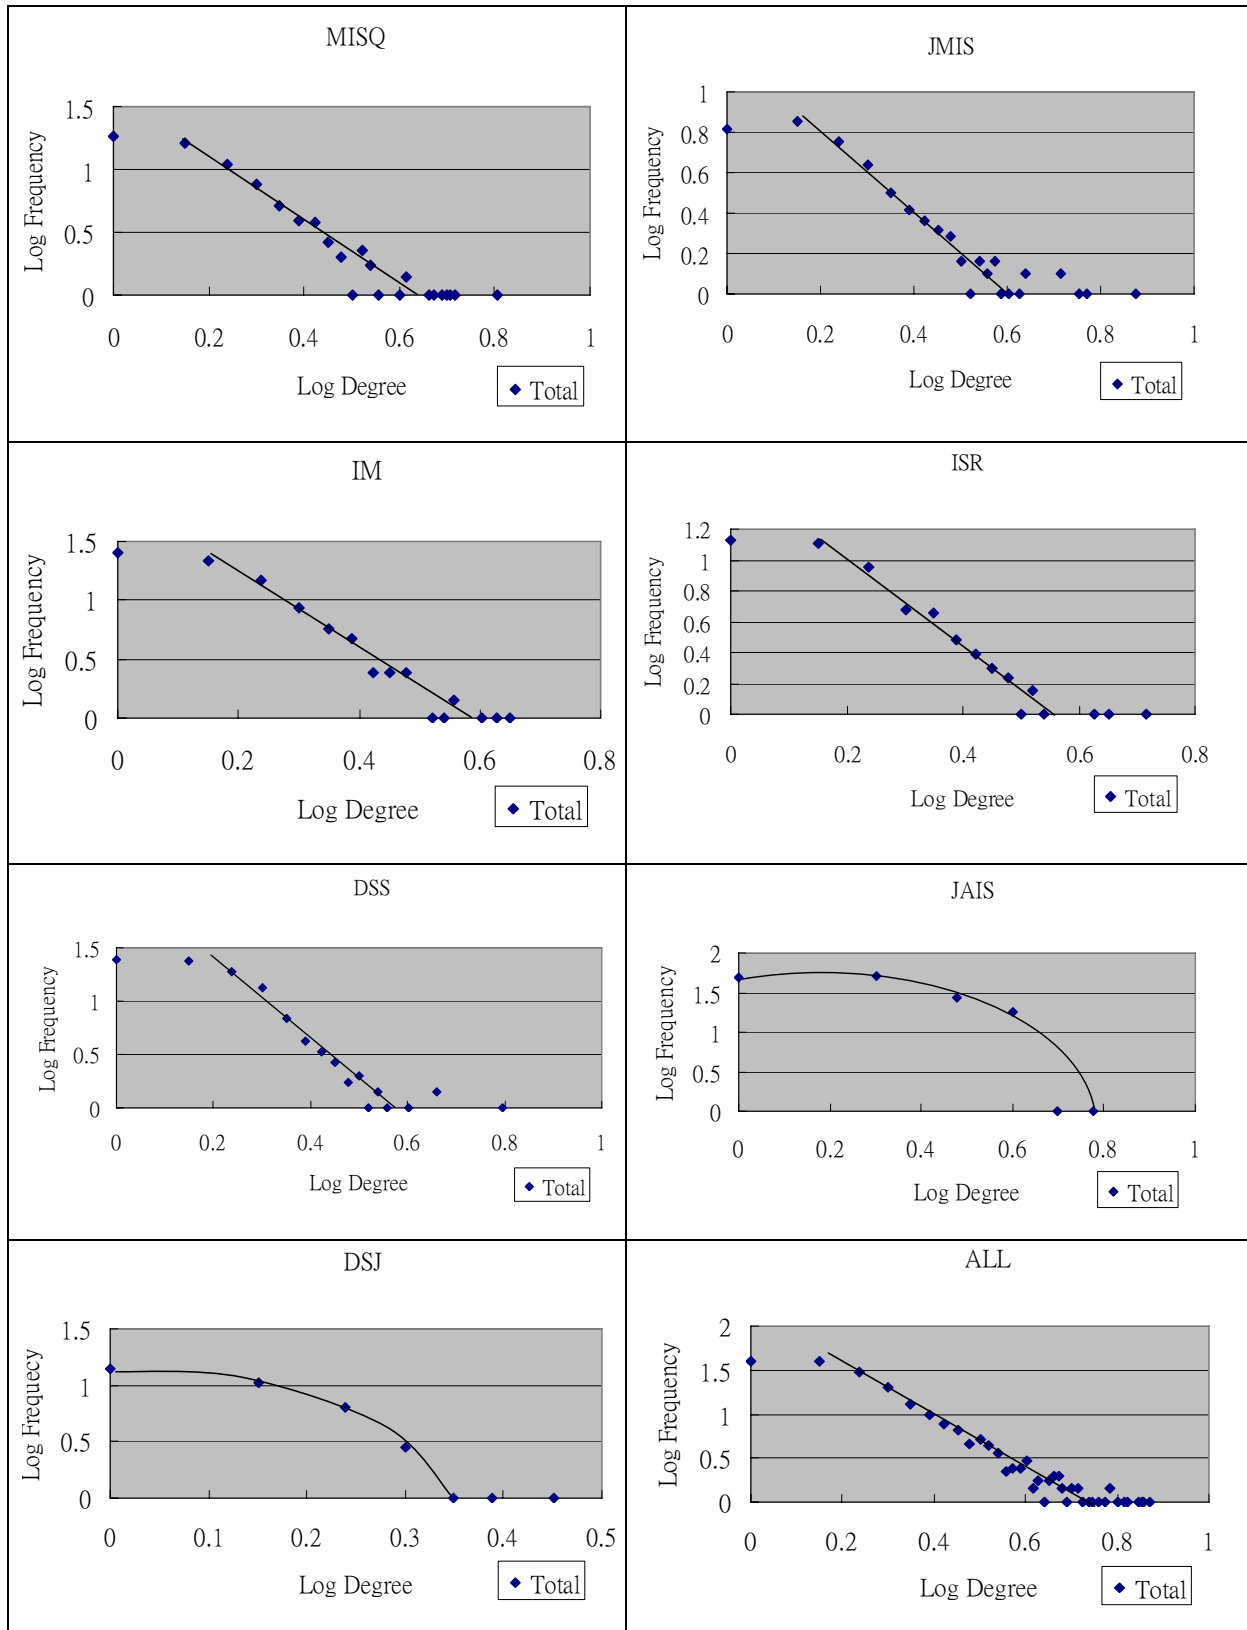 MISQ
1.5
1
0.5
0
0 0.2 0.4 0.6 0.8 1
Log Frequency
Log Degree
Total
JMIS
1
0.8
0.6
0.4
0.2
0
0 0.2 0.4 0.6 0.8 1
Log Frequency
Log Degree
Total
IM
1.5
1
0.5
0
0 0.2 0.4 0.6 0.8
Log Frequency
Log Degree
Total
ISR
1.2
1
0.8
0.6
0.4
0.2
0
0 0.2 0.4 0.6 0.8
Log Frequency
Log Degree
Total
DSS
1.5
1
0.5
0
0 0.2 0.4 0.6 0.8 1
Log Frequency
Log Degree
Total
JAIS
2
1.5
1
0.5
0
0 0.2 0.4 0.6 0.8 1
Log Frequency
Log Degree
Total
DSJ
1.5
1
0.5
0
0 0.1 0.2 0.3 0.4 0.5
Log Frequecy
Log Degree
Total
ALL
2
1.5
1
0.5
0
0 0.2 0.4 0.6 0.8 1
Log Frequency
Log Degree
Total